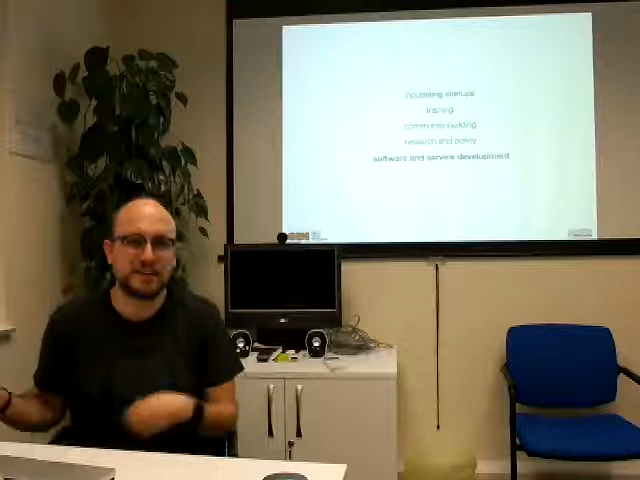 incubating startups
training
community building
research and policy
software and service development